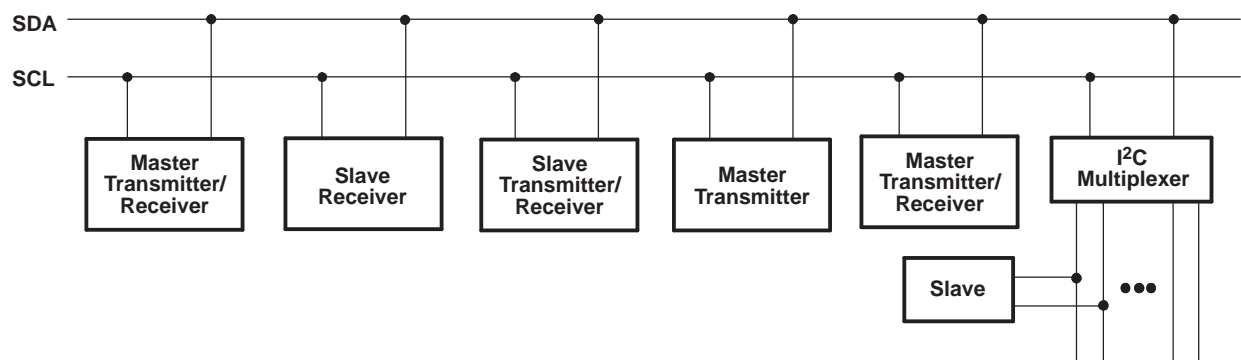 SDA
SCL
Master
Transmitter/
Receiver
Slave
Receiver
Slave
Transmitter/
Receiver
Master
Transmitter
Master
Transmitter/
Receiver
I²C
Multiplexer
Slave